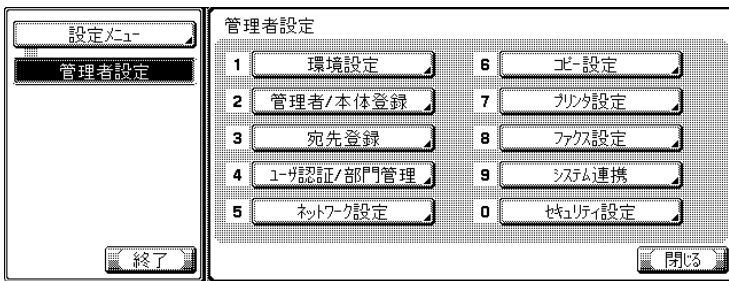 設定ﾒﾆｭｰ
管理者設定
終了
管理者設定
1 環境設定
2 管理者/本体登録
3 宛先登録
4 ﾕｰｻﾞ認証/部門管理
5 ﾈｯﾄﾜｰｸ設定
6 ｺﾋﾟｰ設定
7 ﾌﾟﾘﾝﾀ設定
8 ﾌｧｸｽ設定
9 ｼｽﾃﾑ連携
0 ｾｷｭﾘﾃｨ設定
閉じる